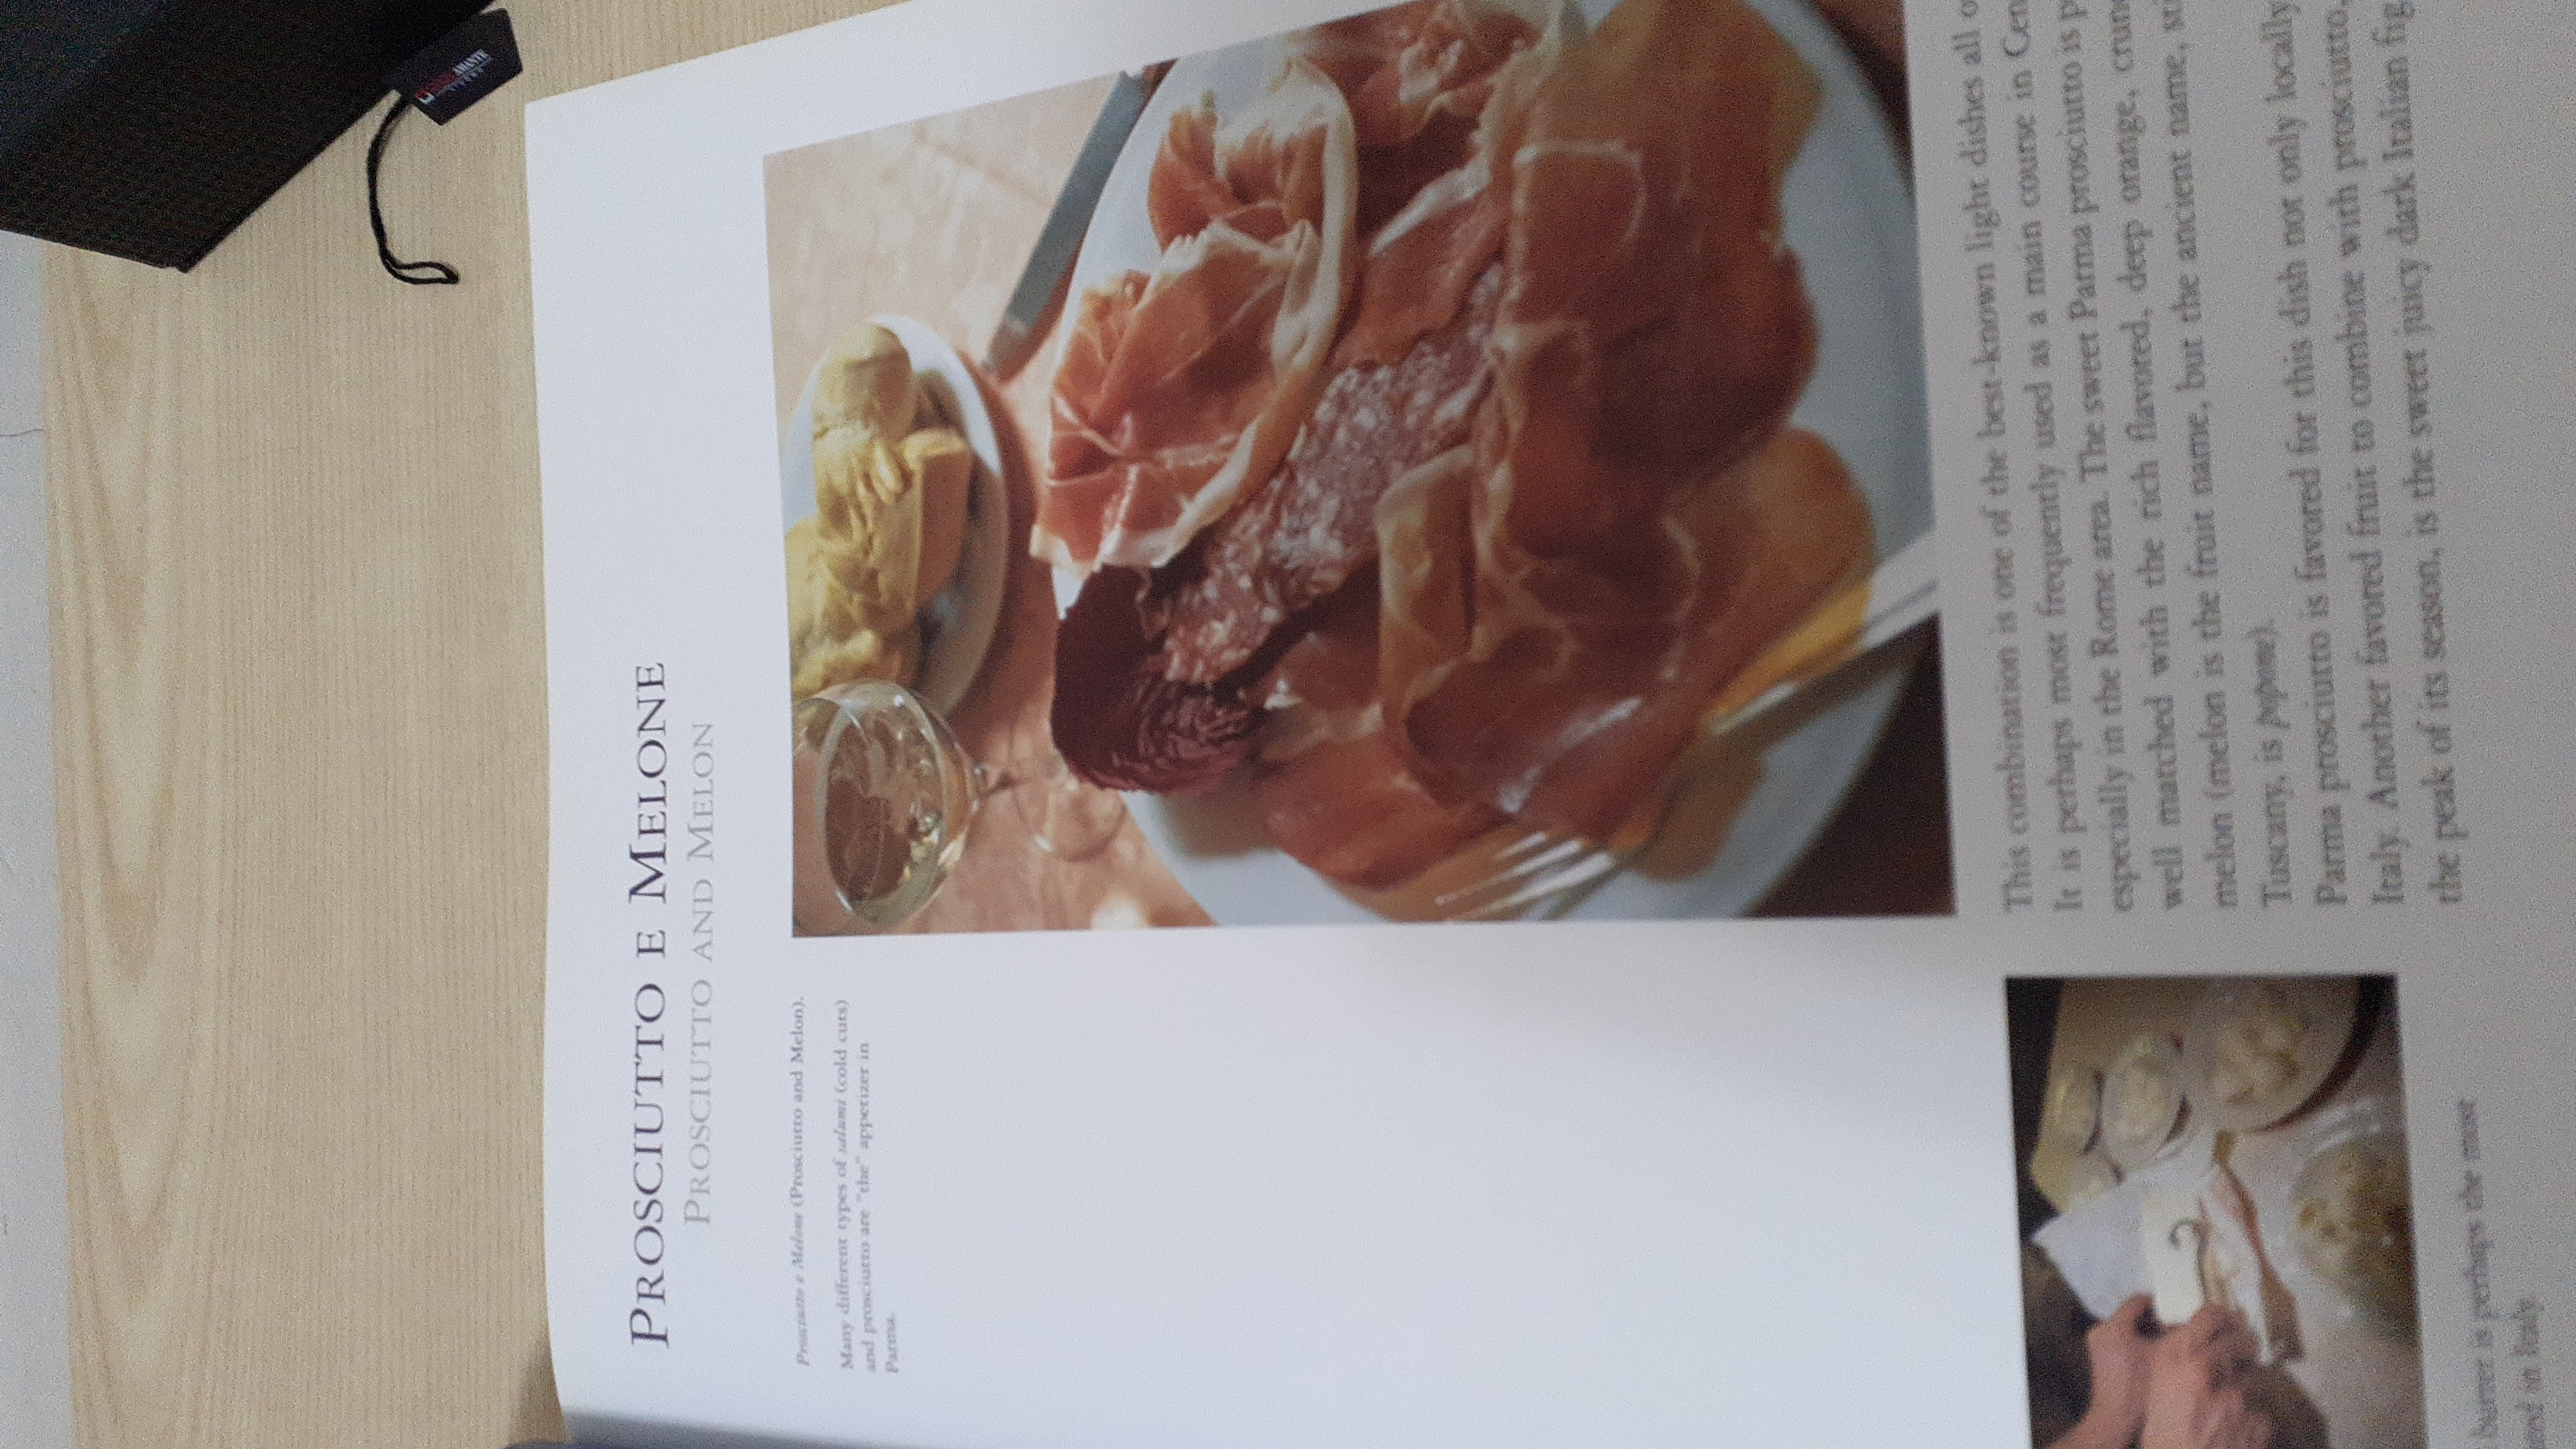 PROSCIUTTO E MELONE
PROSCIUTTO AND MELON
Prosciutto e Melone (Prosciutto and Melon).
Many different types of salumi (cold cuts)
and prosciutto are "the" appetizer in
Parma.
This combination is one of the best-known light dishes all
It is perhaps most frequently used as a main course in
especially in the Rome area. The sweet Parma prosciutto is
well matched with the rich flavored, deep orange,
melon (melon is the fruit name, but the ancient name,
Tuscany, is popone).
Parma prosciutto is favored for this dish not only locally
Italy. Another favored fruit to combine with prosciutto,
the peak of its season, is the sweet juicy dark Italian fig
burter is perhaps the most
in Italy.
AMANTE